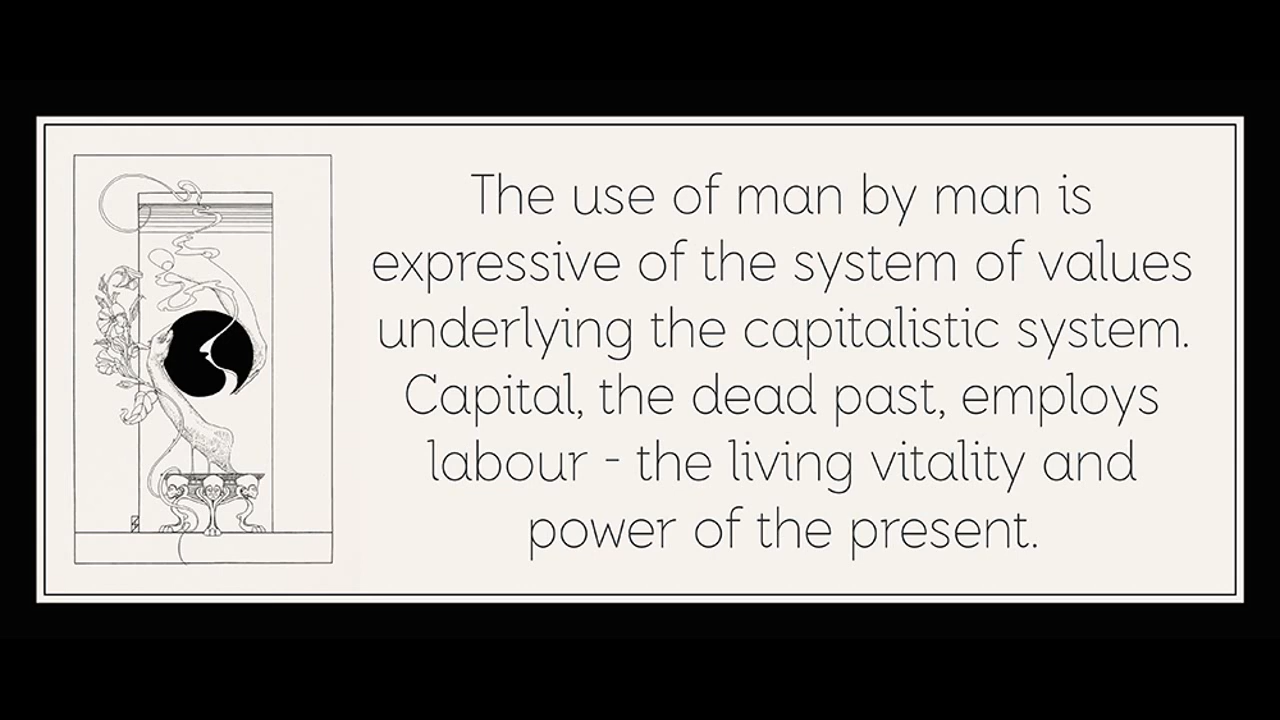 The use of man by man is
expressive of the system of values
underlying the capitalistic system.
Capital, the dead past, employs
labour - the living vitality and
power of the present.